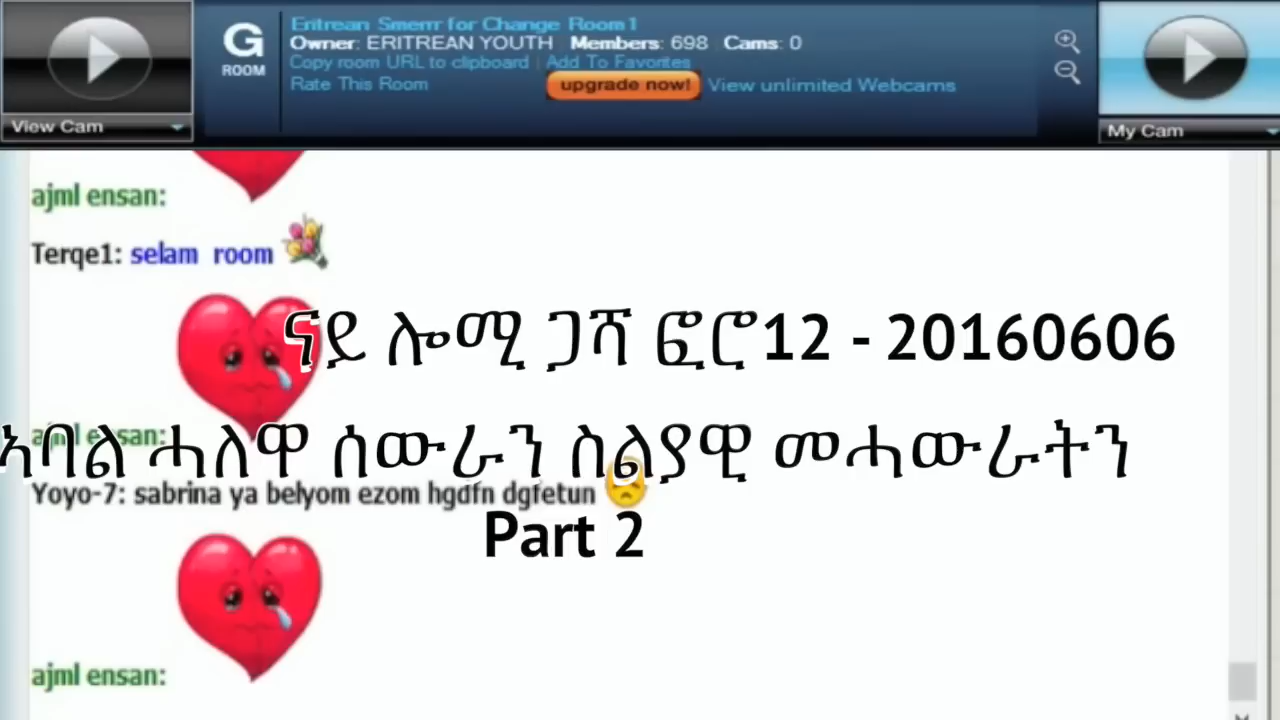 Eritrean Smerrr for Change Room1
G
ROOM
Owner: ERITREAN YOUTH Members: 698 Cams: 0
Copy room URL to clipboard | Add To Favorites
Rate This Room
upgrade now! View unlimited Webcams
View Cam
My Cam
ajml ensan:
Terqe1: selam room
ናይ ሎሚ ጋሻ ፎሮ12 - 20160606
ኣባል ሓለዋ ሰውራን ስልያዊ መሓውራትን
ajml ensan:
Yoyo-7: sabrina ya belyom ezom hgdfn dgfetun
Part 2
ajml ensan: